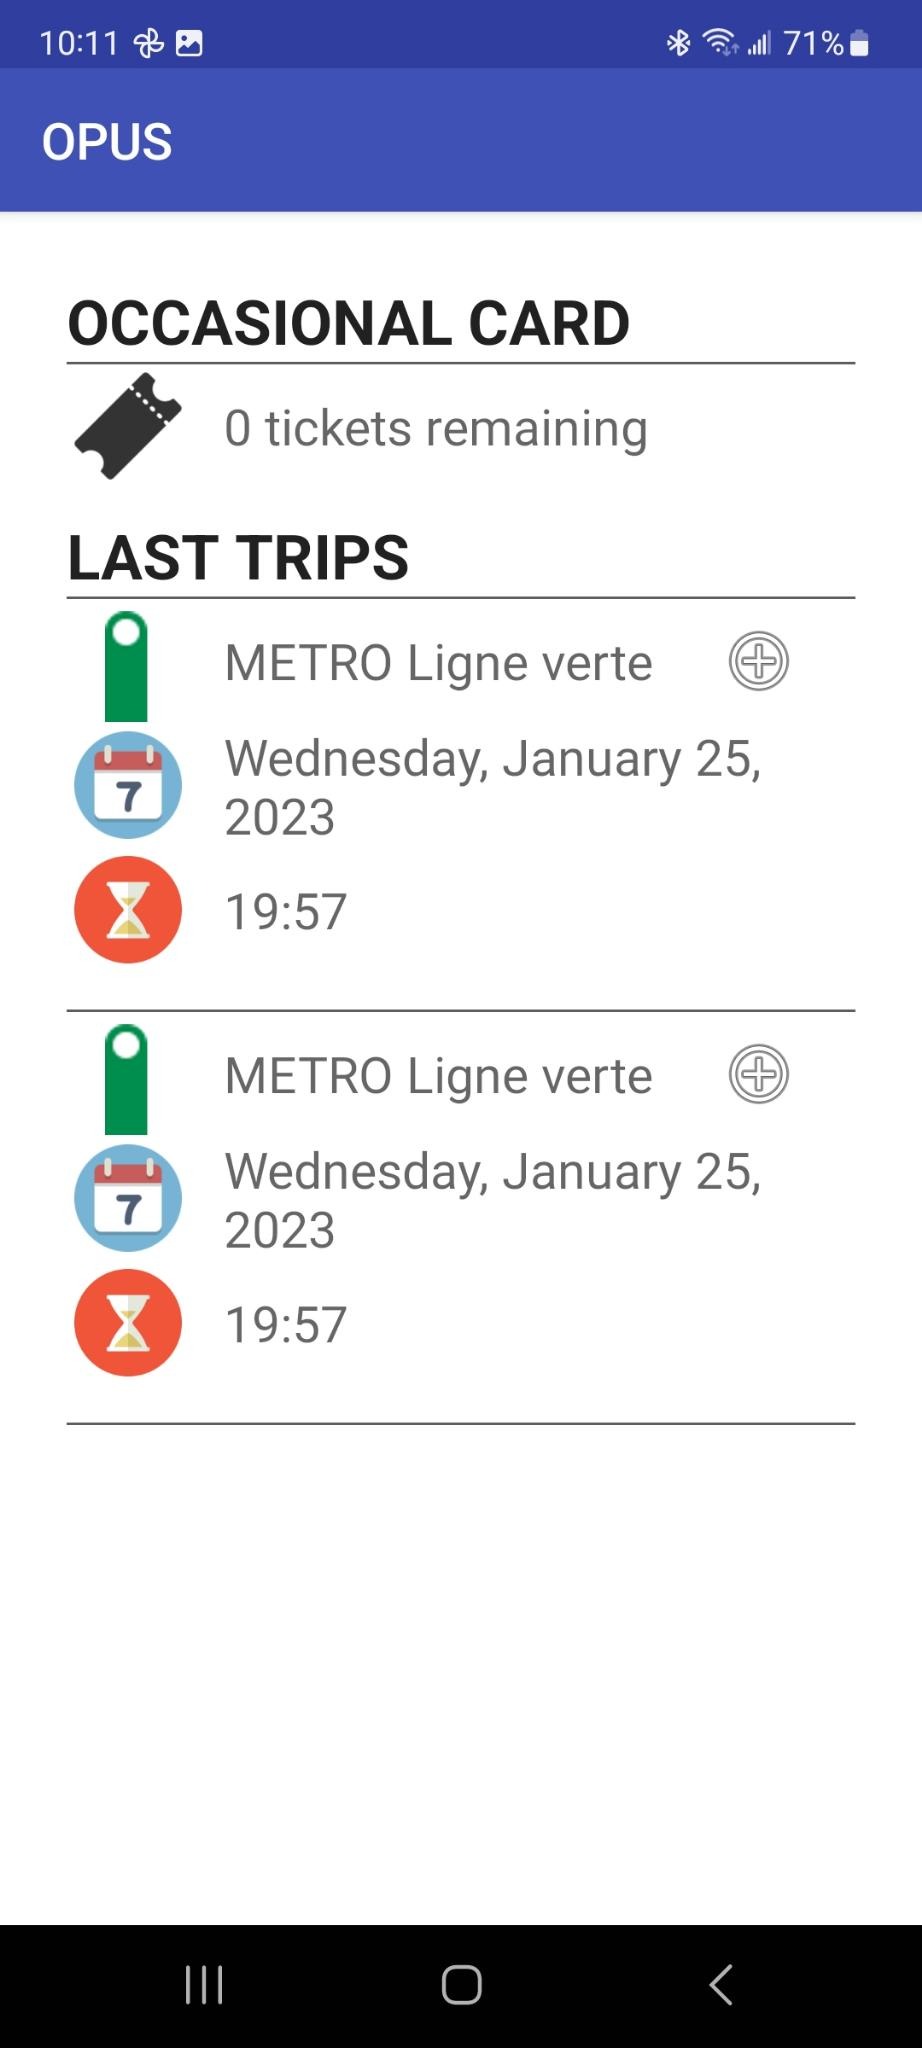 10:11
71%
OPUS
OCCASIONAL CARD
0 tickets remaining
LAST TRIPS
METRO Ligne verte
7
Wednesday, January 25,
2023
19:57
METRO Ligne verte
7
Wednesday, January 25,
2023
19:57